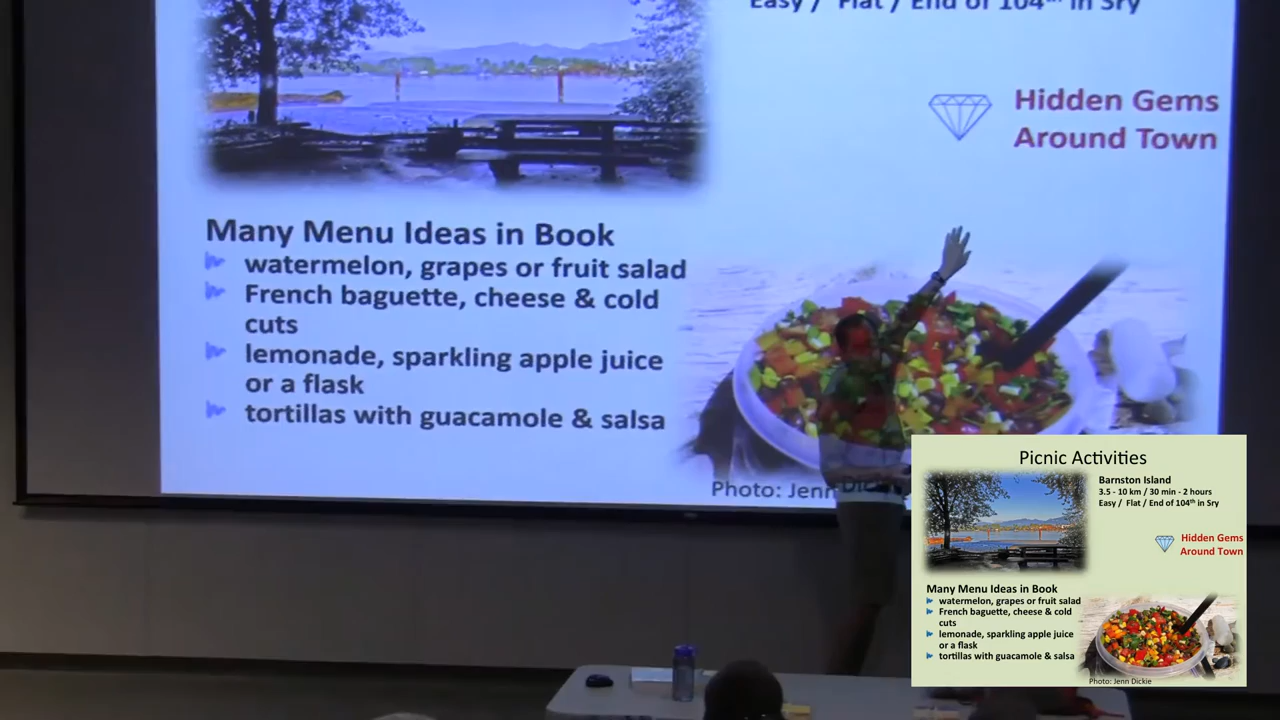 Easy / Flat / End of 104th in Sry
Hidden Gems
Around Town
Many Menu Ideas in Book
watermelon, grapes or fruit salad
French baguette, cheese & cold
cuts
lemonade, sparkling apple juice
or a flask
tortillas with guacamole & salsa
Photo: Jenn Dickie
Picnic Activities
Barnston Island
3.5 - 10 km / 30 min - 2 hours
Easy / Flat / End of 104th in Sry
Hidden Gems
Around Town
Many Menu Ideas in Book
watermelon, grapes or fruit salad
French baguette, cheese & cold
cuts
lemonade, sparkling apple juice
or a flask
tortillas with guacamole & salsa
Photo: Jenn Dickie